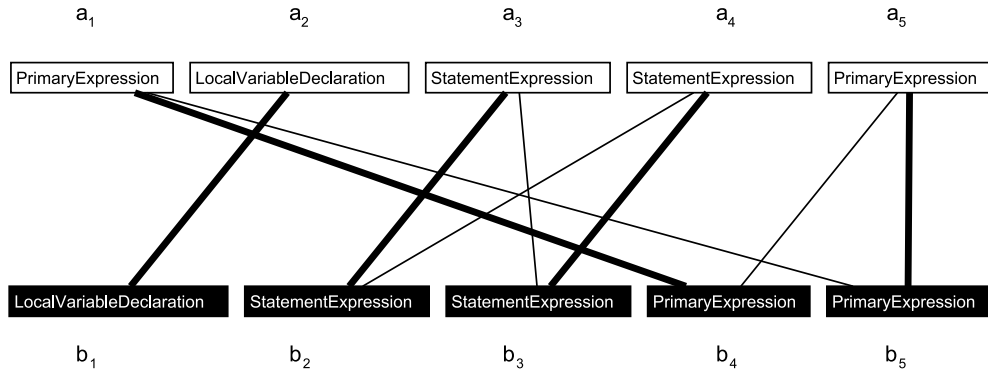 a₁ a₂ a₃ a₄ a₅
PrimaryExpression LocalVariableDeclaration StatementExpression StatementExpression PrimaryExpression
LocalVariableDeclaration StatementExpression StatementExpression PrimaryExpression PrimaryExpression
b₁ b₂ b₃ b₄ b₅